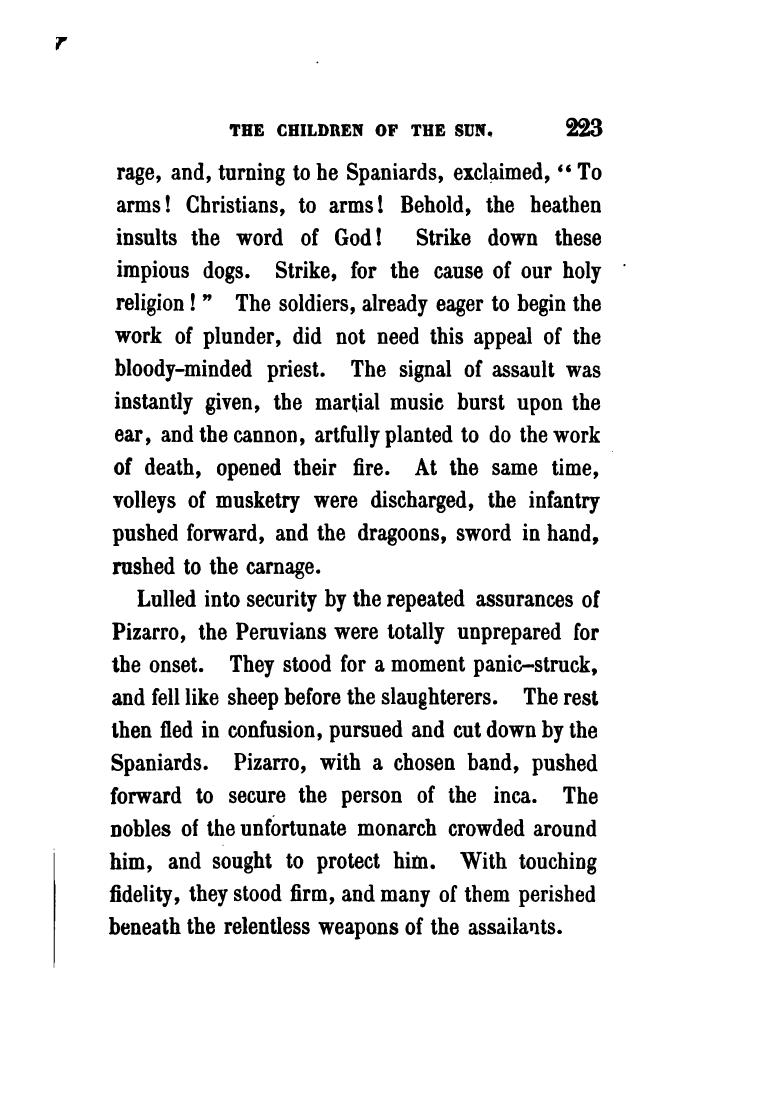 THE CHILDREN OF THE SUN. 223
rage, and, turning to he Spaniards, exclaimed, “ To
arms! Christians, to arms! Behold, the heathen
insults the word of God! Strike down these
impious dogs. Strike, for the cause of our holy
religion ! ” The soldiers, already eager to begin the
work of plunder, did not need this appeal of the
bloody-minded priest. The signal of assault was
instantly given, the martial music burst upon the
ear, and the cannon, artfully planted to do the work
of death, opened their fire. At the same time,
volleys of musketry were discharged, the infantry
pushed forward, and the dragoons, sword in hand,
rushed to the carnage.
Lulled into security by the repeated assurances of
Pizarro, the Peruvians were totally unprepared for
the onset. They stood for a moment panic-struck,
and fell like sheep before the slaughterers. The rest
then fled in confusion, pursued and cut down by the
Spaniards. Pizarro, with a chosen band, pushed
forward to secure the person of the inca. The
nobles of the unfortunate monarch crowded around
him, and sought to protect him. With touching
fidelity, they stood firm, and many of them perished
beneath the relentless weapons of the assailants.